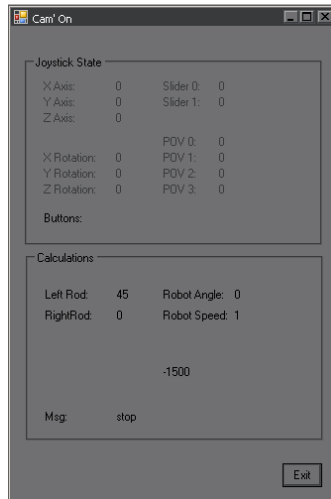 Cam' On
Joystick State
X Axis: 0 Slider 0: 0
Y Axis: 0 Slider 1: 0
Z Axis: 0
POV 0: 0
X Rotation: 0 POV 1: 0
Y Rotation: 0 POV 2: 0
Z Rotation: 0 POV 3: 0
Buttons:
Calculations
Left Rod: 45 Robot Angle: 0
RightRod: 0 Robot Speed: 1
-1500
Msg: stop
Exit